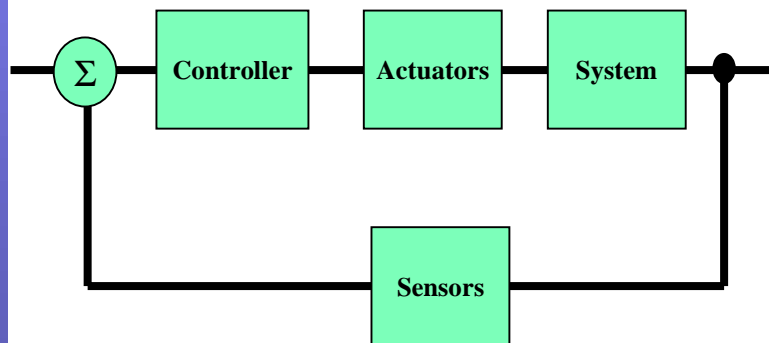 Σ
Controller
Actuators
System
Sensors